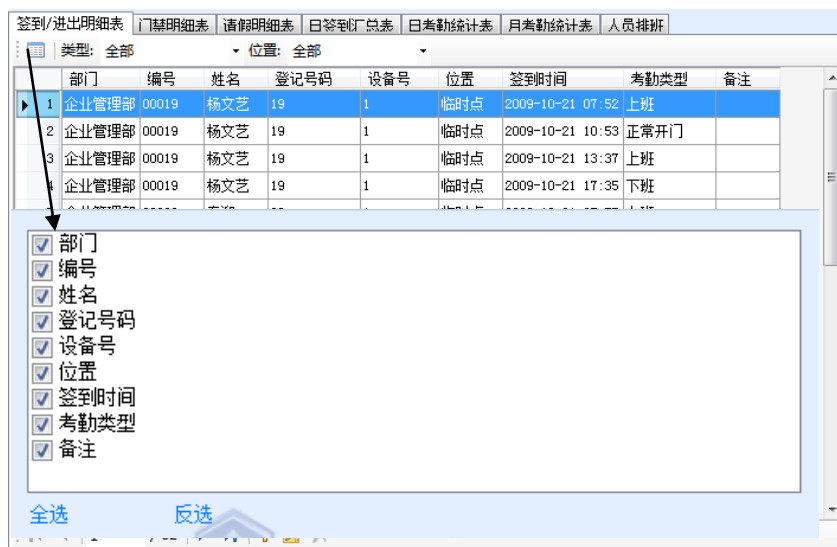 签到/进出明细表 门禁明细表 请假明细表 日签到汇总表 日考勤统计表 月考勤统计表 人员排班
类型: 全部 位置: 全部
部门 编号 姓名 登记号码 设备号 位置 签到时间 考勤类型 备注
1 企业管理部 00019 杨文艺 19 1 临时点 2009-10-21 07:52 上班
2 企业管理部 00019 杨文艺 19 1 临时点 2009-10-21 10:53 正常开门
3 企业管理部 00019 杨文艺 19 1 临时点 2009-10-21 13:37 上班
4 企业管理部 00019 杨文艺 19 1 临时点 2009-10-21 17:35 下班
部门
编号
姓名
登记号码
设备号
位置
签到时间
考勤类型
备注
全选 反选